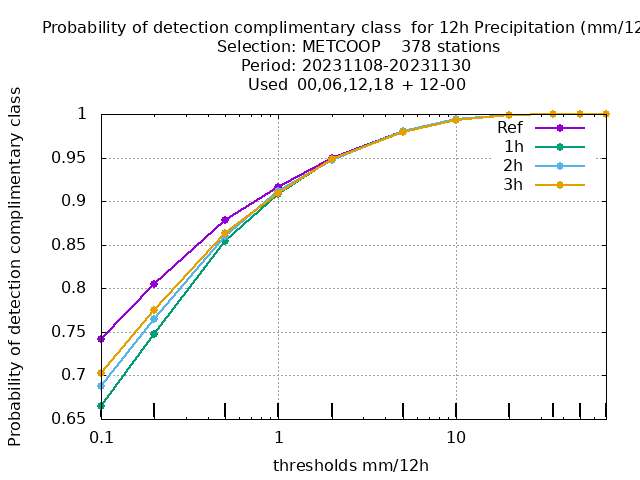 Probability of detection complimentary class for 12h Precipitation (mm/12
Selection: METCOOP 378 stations
Period: 20231108-20231130
Used 00,06,12,18 + 12-00
Probability of detection complimentary class
1
0.95
0.9
0.85
0.8
0.75
0.7
0.65
Ref
1h
2h
3h
0.1
1
10
thresholds mm/12h